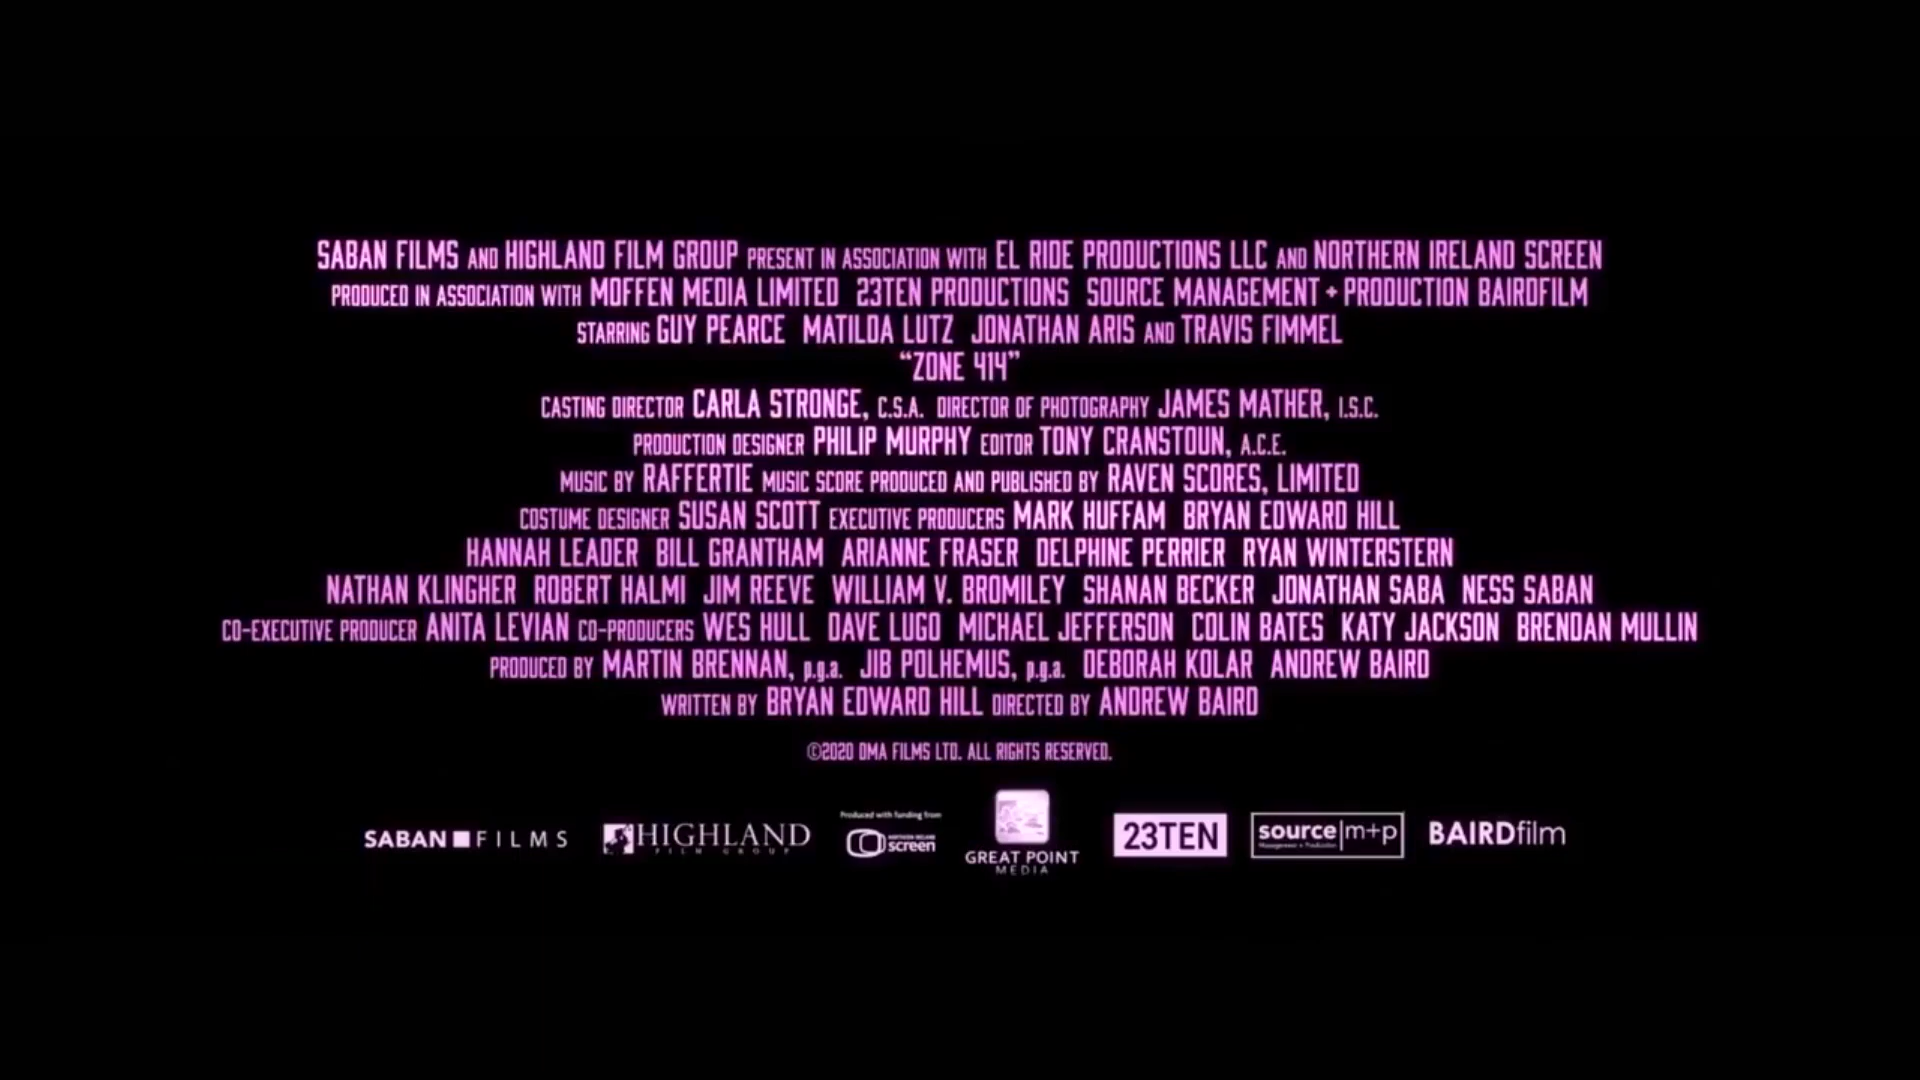 SABAN FILMS AND HIGHLAND FILM GROUP PRESENT IN ASSOCIATION WITH EL RIDE PRODUCTIONS LLC AND NORTHERN IRELAND SCREEN
PRODUCED IN ASSOCIATION WITH MOFFEN MEDIA LIMITED 23TEN PRODUCTIONS SOURCE MANAGEMENT + PRODUCTION BAIRDFILM
STARRING GUY PEARCE MATILDA LUTZ JONATHAN ARIS AND TRAVIS FIMMEL
“ZONE 414”
CASTING DIRECTOR CARLA STRONGE, C.S.A. DIRECTOR OF PHOTOGRAPHY JAMES MATHER, I.S.C.
PRODUCTION DESIGNER PHILIP MURPHY EDITOR TONY CRANSTOUN, A.C.E.
MUSIC BY RAFFERTIE MUSIC SCORE PRODUCED AND PUBLISHED BY RAVEN SCORES, LIMITED
COSTUME DESIGNER SUSAN SCOTT EXECUTIVE PRODUCERS MARK HUFFAM BRYAN EDWARD HILL
HANNAH LEADER BILL GRANTHAM ARIANNE FRASER DELPHINE PERRIER RYAN WINTERSTERN
NATHAN KLINGHER ROBERT HALMI JIM REEVE WILLIAM V. BROMILEY SHANAN BECKER JONATHAN SABA NESS SABAN
CO-EXECUTIVE PRODUCER ANITA LEVIAN CO-PRODUCERS WES HULL DAVE LUGO MICHAEL JEFFERSON COLIN BATES KATY JACKSON BRENDAN MULLIN
PRODUCED BY MARTIN BRENNAN, p.g.a. JIB POLHEMUS, p.g.a. DEBORAH KOLAR ANDREW BAIRD
WRITTEN BY BRYAN EDWARD HILL DIRECTED BY ANDREW BAIRD
©2020 DMA FILMS LTD. ALL RIGHTS RESERVED.
SABAN FILMS
HIGHLAND
FILM GROUP
Produced with funding from
NORTHERN IRELAND
screen
GREAT POINT
MEDIA
23TEN
source|m+p
Management + Production
BAIRDfilm